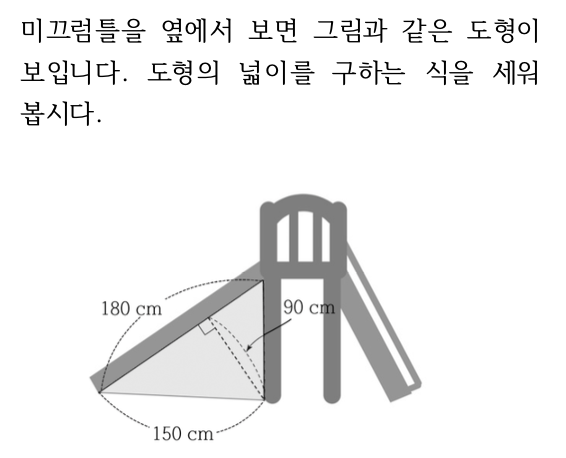 미끄럼틀을 옆에서 보면 그림과 같은 도형이
보입니다. 도형의 넓이를 구하는 식을 세워
봅시다.
180 cm
90 cm
150 cm